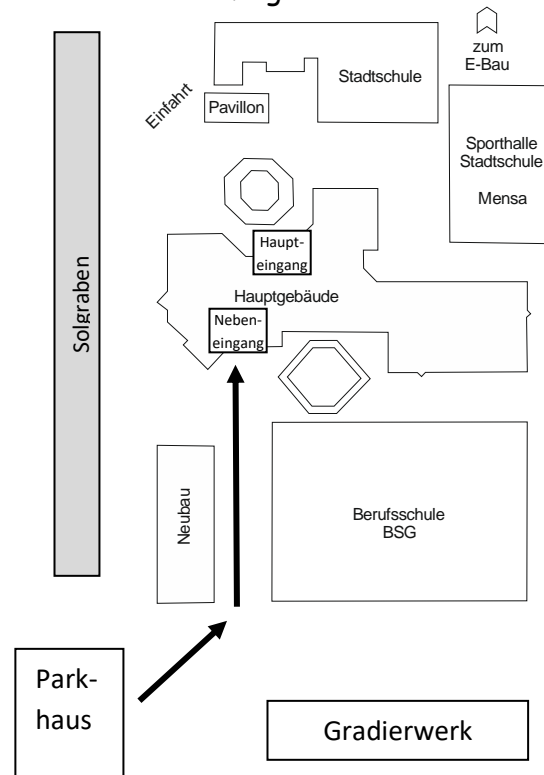 zum
E-Bau
Stadtschule
Einfahrt
Pavillon
Sporthalle
Stadtschule
Mensa
Haupt-
eingang
Hauptgebäude
Neben-
eingang
Solgraben
Neubau
Berufsschule
BSG
Park-
haus
Gradierwerk